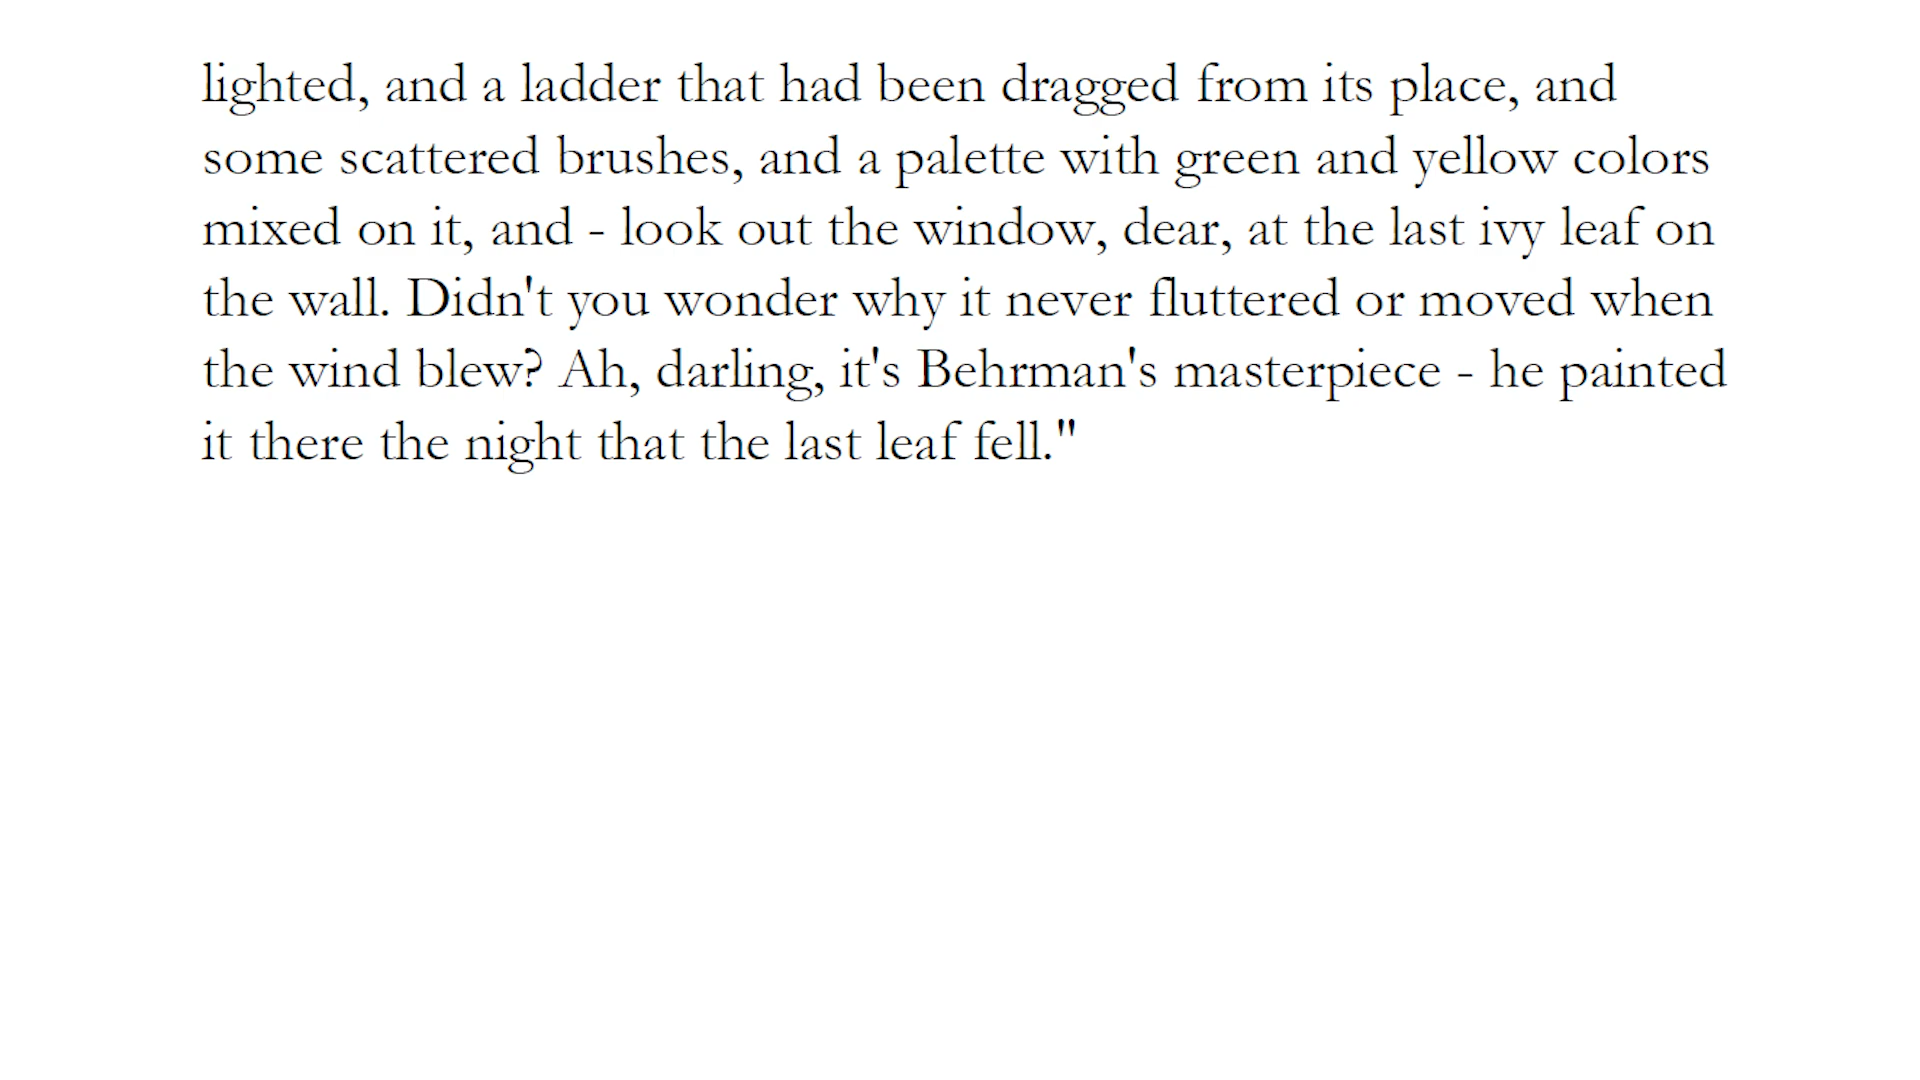 lighted, and a ladder that had been dragged from its place, and
some scattered brushes, and a palette with green and yellow colors
mixed on it, and - look out the window, dear, at the last ivy leaf on
the wall. Didn't you wonder why it never fluttered or moved when
the wind blew? Ah, darling, it's Behrman's masterpiece - he painted
it there the night that the last leaf fell."